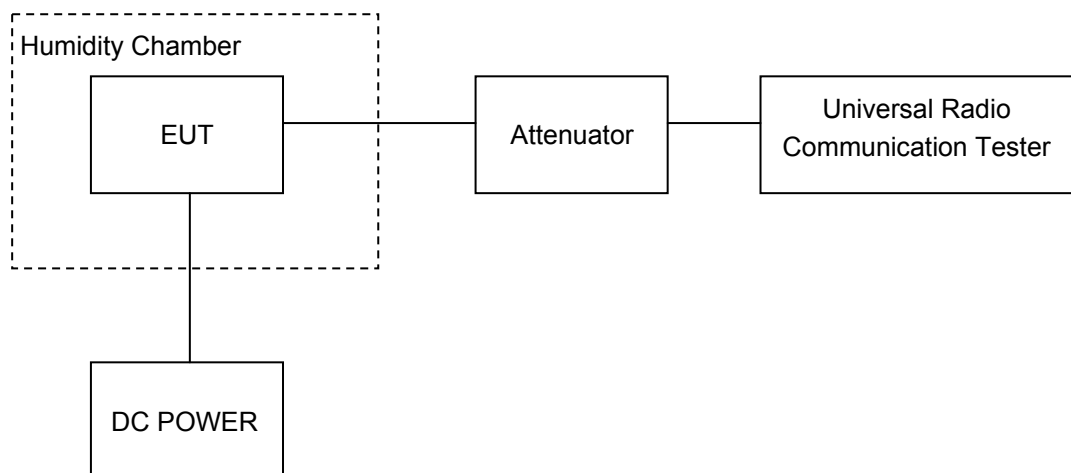 Humidity Chamber
EUT
Attenuator
Universal Radio
Communication Tester
DC POWER